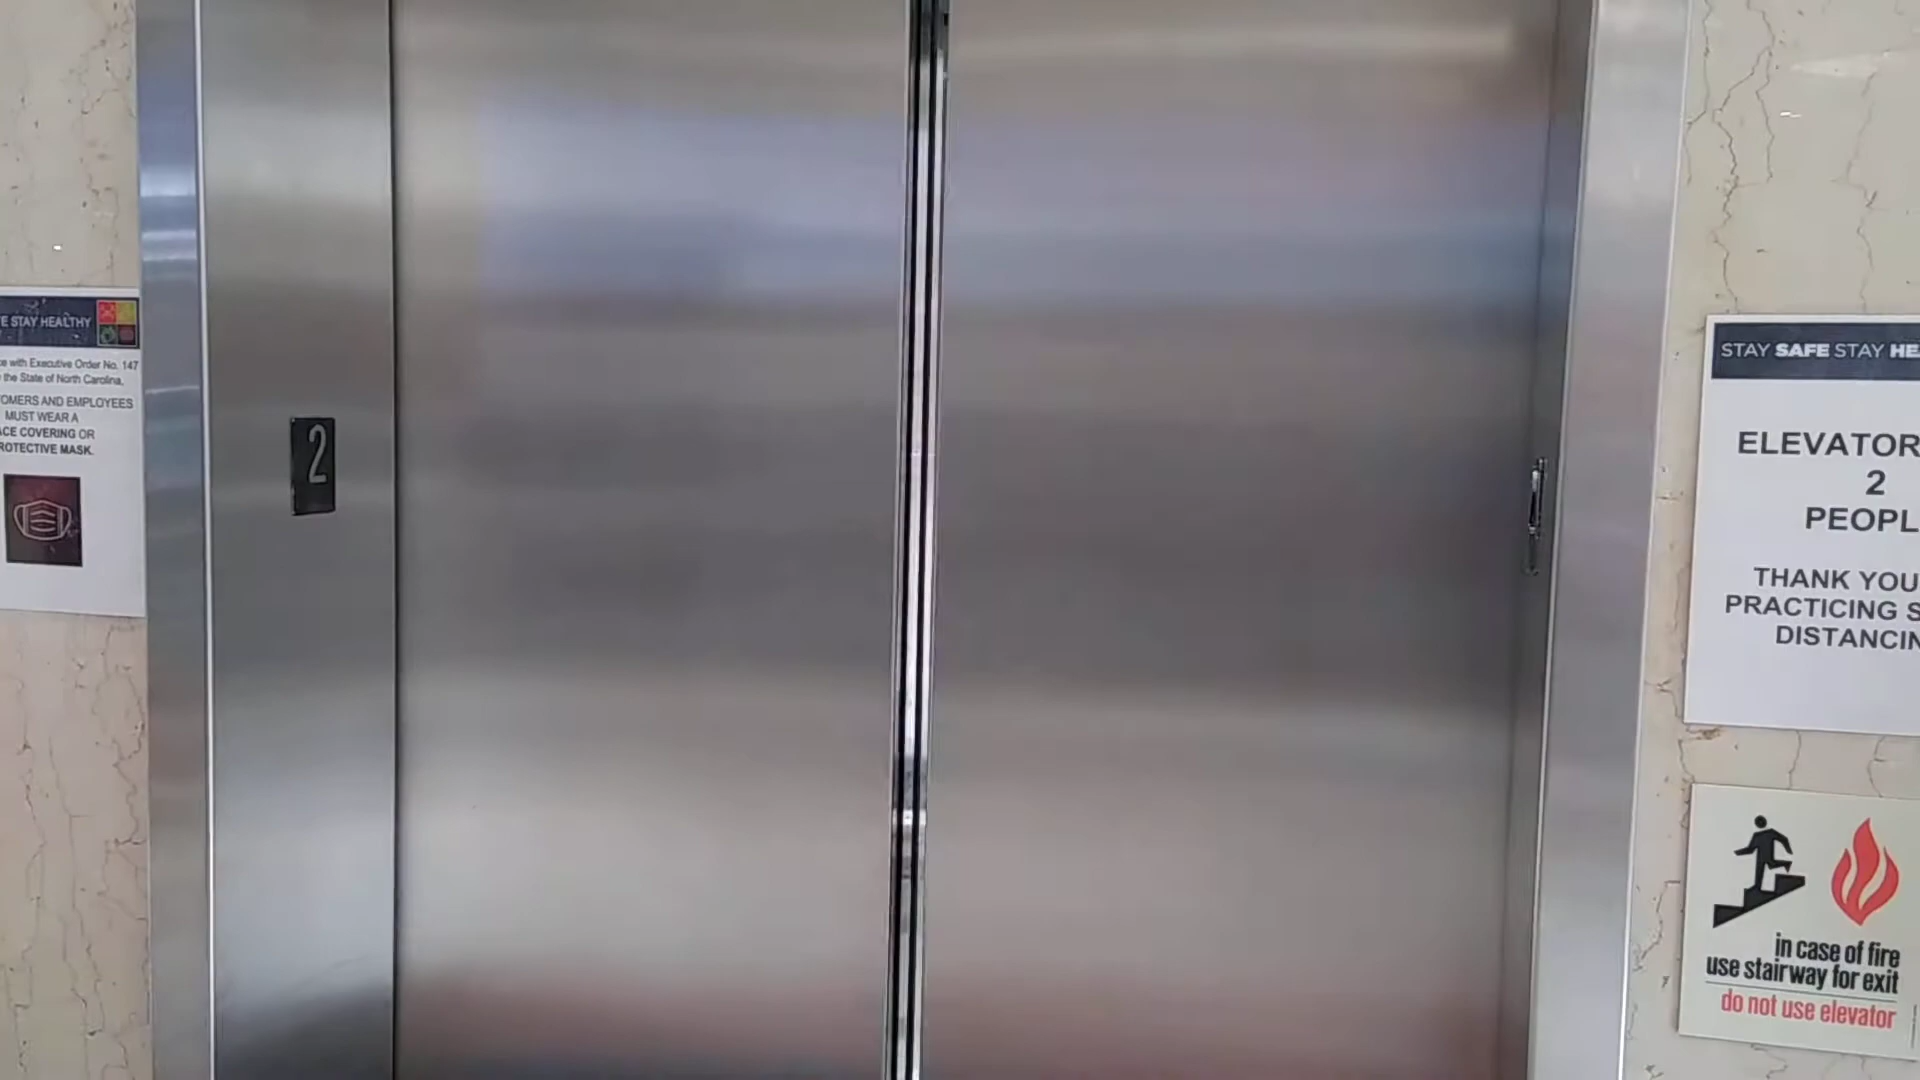 E STAY HEALTHY
ce with Executive Order No. 147
the State of North Carolina,
OMERS AND EMPLOYEES
MUST WEAR A
ACE COVERING OR
ROTECTIVE MASK.
2
STAY SAFE STAY HE
ELEVATOR
2
PEOPL
THANK YOU
PRACTICING S
DISTANCIN
in case of fire
use stairway for exit
do not use elevator